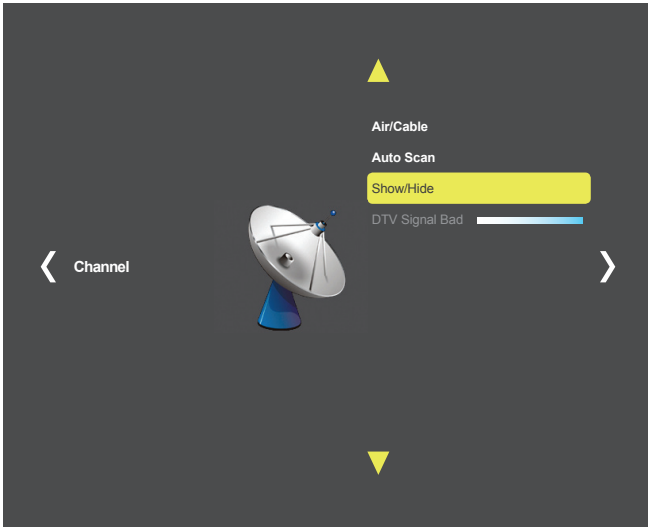 Air/Cable
Auto Scan
Show/Hide
DTV Signal Bad
Channel